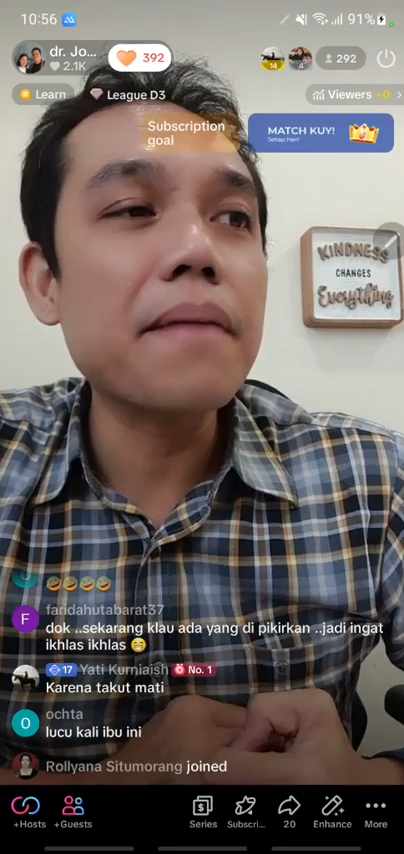 10:56
91%
dr. Jo...
2.1K
392
14
4
292
Learn
League D3
Viewers +0 >
Subscription
goal
MATCH KUY!
Setiap Hari!
KINDNESS
CHANGES
Everything
🤣🤣🤣🤣
F
faridahutabarat37
dok ..sekarang klau ada yang di pikirkan ..jadi ingat
ikhlas ikhlas 😁
17 Yati Kurniaish No. 1
Karena takut mati
O
ochta
lucu kali ibu ini
Rollyana Situmorang joined
+Hosts
+Guests
Series
Subscri...
20
Enhance
More